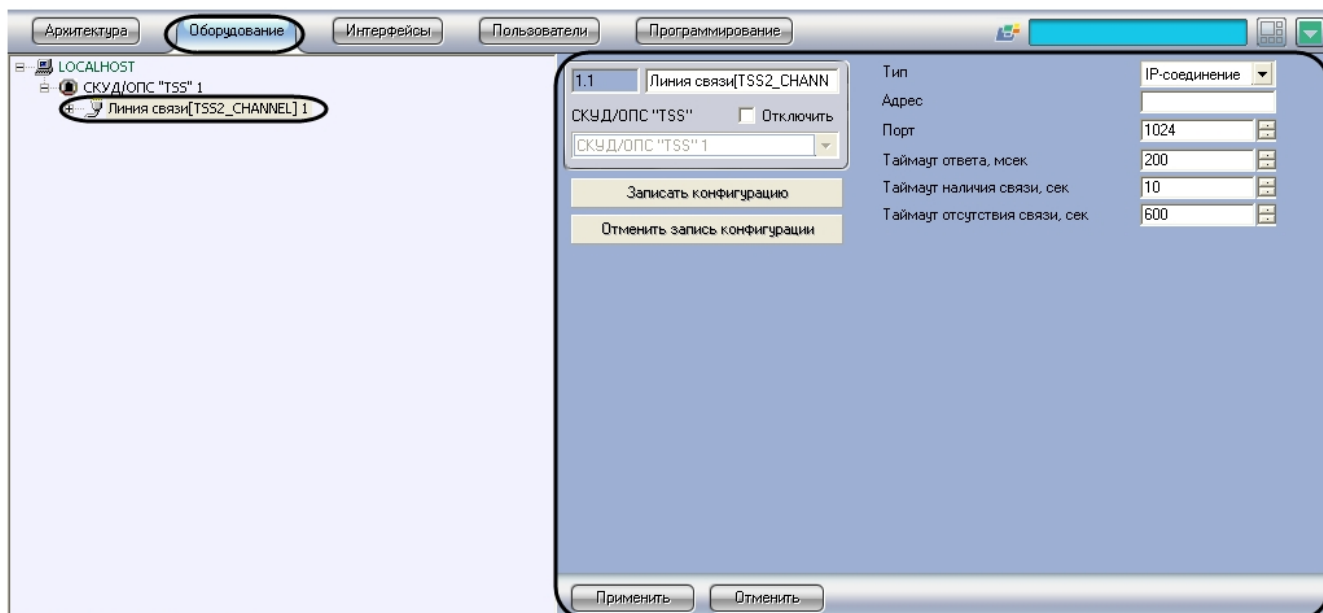 Архитектура Оборудование Интерфейсы Пользователи Программирование
LOCALHOST
СКУД/ОПС "TSS" 1
Линия связи[TSS2_CHANNEL] 1
1.1 Линия связи[TSS2_CHANN
СКУД/ОПС "TSS" Отключить
СКУД/ОПС "TSS" 1
Записать конфигурацию
Отменить запись конфигурации
Тип IP-соединение
Адрес
Порт 1024
Таймаут ответа, мсек 200
Таймаут наличия связи, сек 10
Таймаут отсутствия связи, сек 600
Применить Отменить